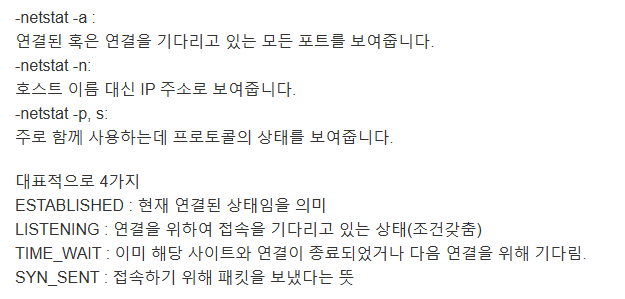 -netstat -a :
연결된 혹은 연결을 기다리고 있는 모든 포트를 보여줍니다.
-netstat -n:
호스트 이름 대신 IP 주소로 보여줍니다.
-netstat -p, s:
주로 함께 사용하는데 프로토콜의 상태를 보여줍니다.
대표적으로 4가지
ESTABLISHED : 현재 연결된 상태임을 의미
LISTENING : 연결을 위하여 접속을 기다리고 있는 상태(조건갖춤)
TIME_WAIT : 이미 해당 사이트와 연결이 종료되었거나 다음 연결을 위해 기다림.
SYN_SENT : 접속하기 위해 패킷을 보냈다는 뜻